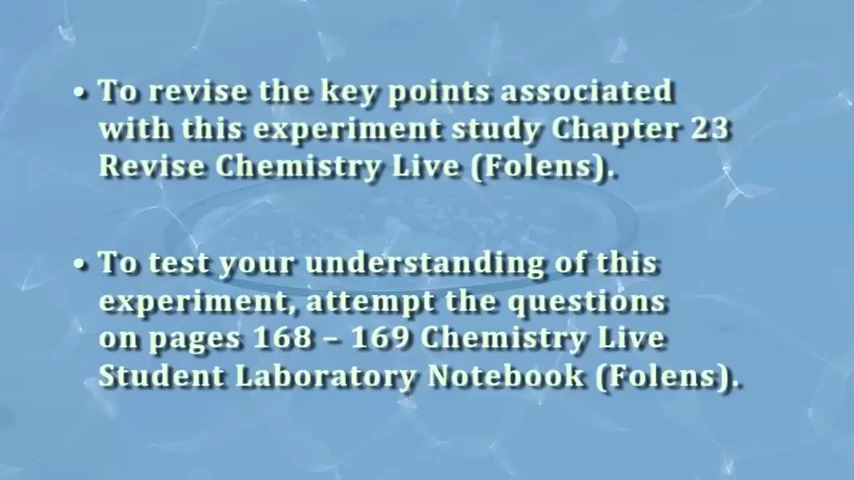 • To revise the key points associated
with this experiment study Chapter 23
Revise Chemistry Live (Folens).
• To test your understanding of this
experiment, attempt the questions
on pages 168 – 169 Chemistry Live
Student Laboratory Notebook (Folens).